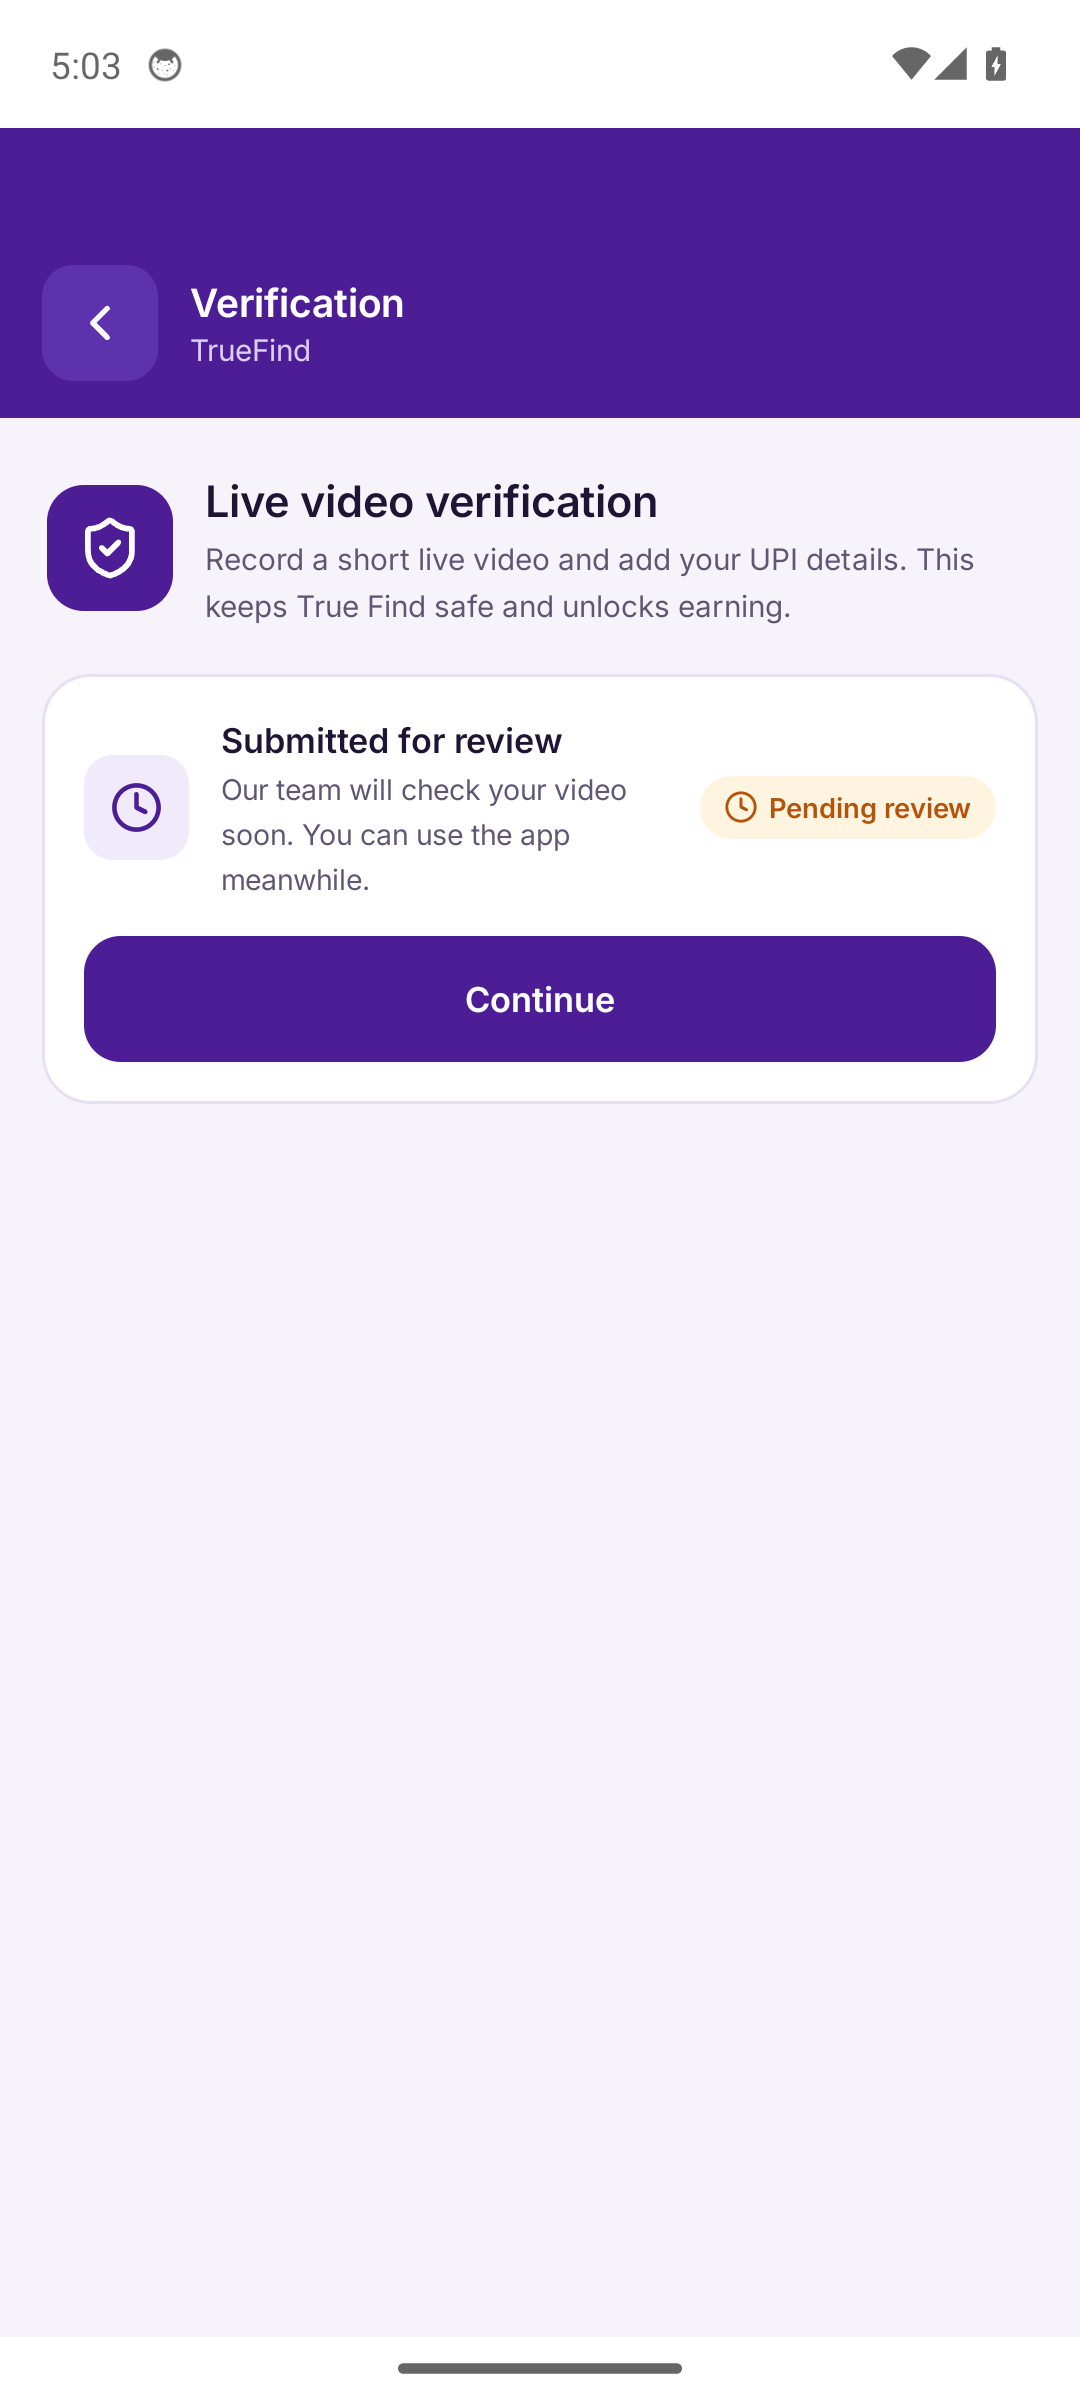 5:03
Verification
TrueFind
Live video verification
Record a short live video and add your UPI details. This
keeps True Find safe and unlocks earning.
Submitted for review
Our team will check your video
soon. You can use the app
meanwhile.
Pending review
Continue